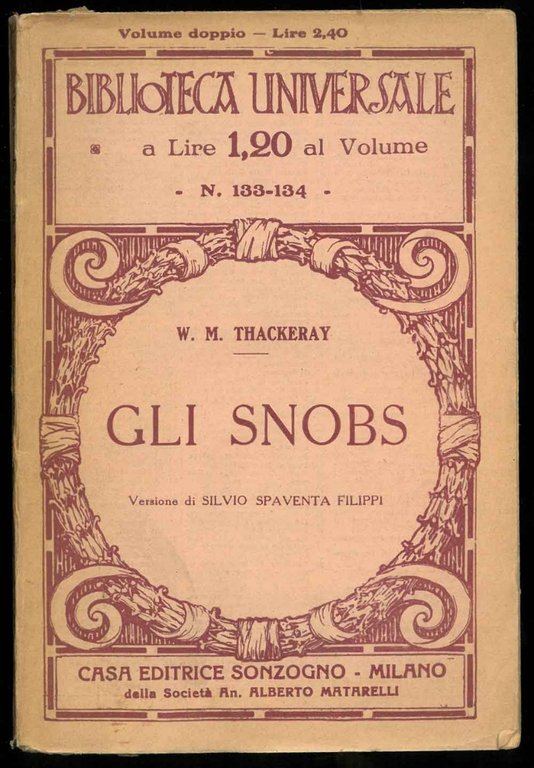 Volume doppio — Lire 2,40
BIBLIOTECA UNIVERSALE
a Lire 1,20 al Volume
- N. 133-134 -
W. M. THACKERAY
GLI SNOBS
Versione di SILVIO SPAVENTA FILIPPI
CASA EDITRICE SONZOGNO - MILANO
della Società An. ALBERTO MATARELLI